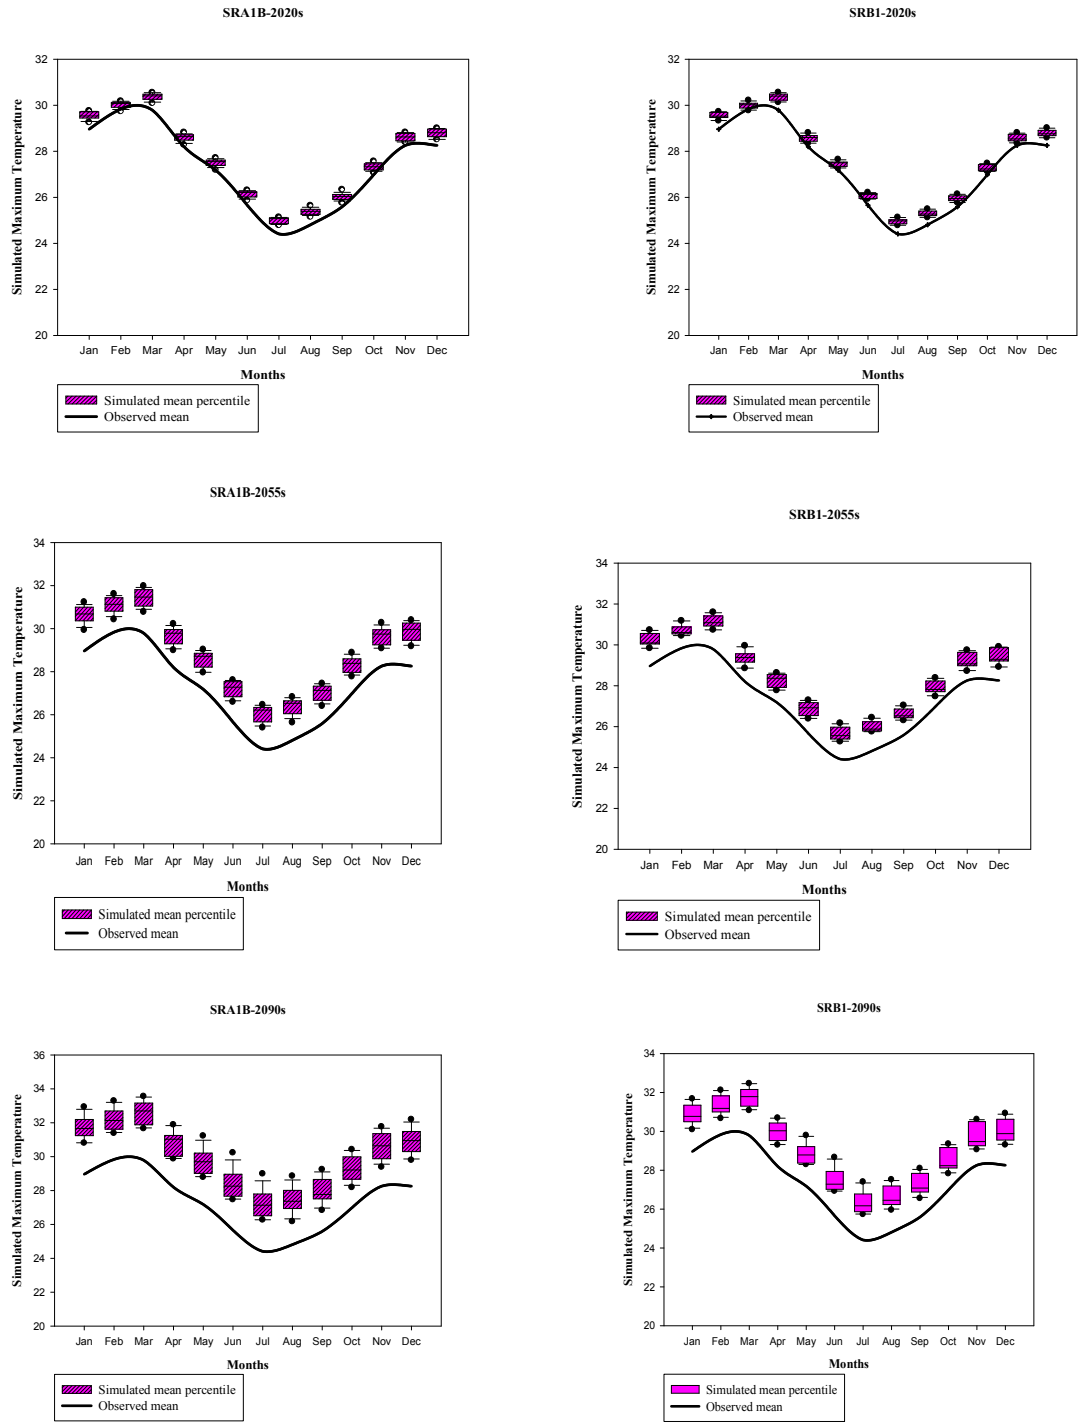 SRA1B-2020s
Simulated Maximum Temperature
32
30
28
26
24
22
20
Jan Feb Mar Apr May Jun Jul Aug Sep Oct Nov Dec
Months
Simulated mean percentile
Observed mean
SRB1-2020s
Simulated Maximum Temperature
32
30
28
26
24
22
20
Jan Feb Mar Apr May Jun Jul Aug Sep Oct Nov Dec
Months
Simulated mean percentile
Observed mean
SRA1B-2055s
Simulated Maximum Temperature
34
32
30
28
26
24
22
20
Jan Feb Mar Apr May Jun Jul Aug Sep Oct Nov Dec
Months
Simulated mean percentile
Observed mean
SRB1-2055s
Simulated Maximum Temperature
34
32
30
28
26
24
22
20
Jan Feb Mar Apr May Jun Jul Aug Sep Oct Nov Dec
Months
Simulated mean percentile
Observed mean
SRA1B-2090s
Simulated Maximum Temperature
36
34
32
30
28
26
24
22
20
Jan Feb Mar Apr May Jun Jul Aug Sep Oct Nov Dec
Months
Simulated mean percentile
Observed mean
SRB1-2090s
Simulated Maximum Temperature
34
32
30
28
26
24
22
20
Jan Feb Mar Apr May Jun Jul Aug Sep Oct Nov Dec
Months
Simulated mean percentile
Observed mean